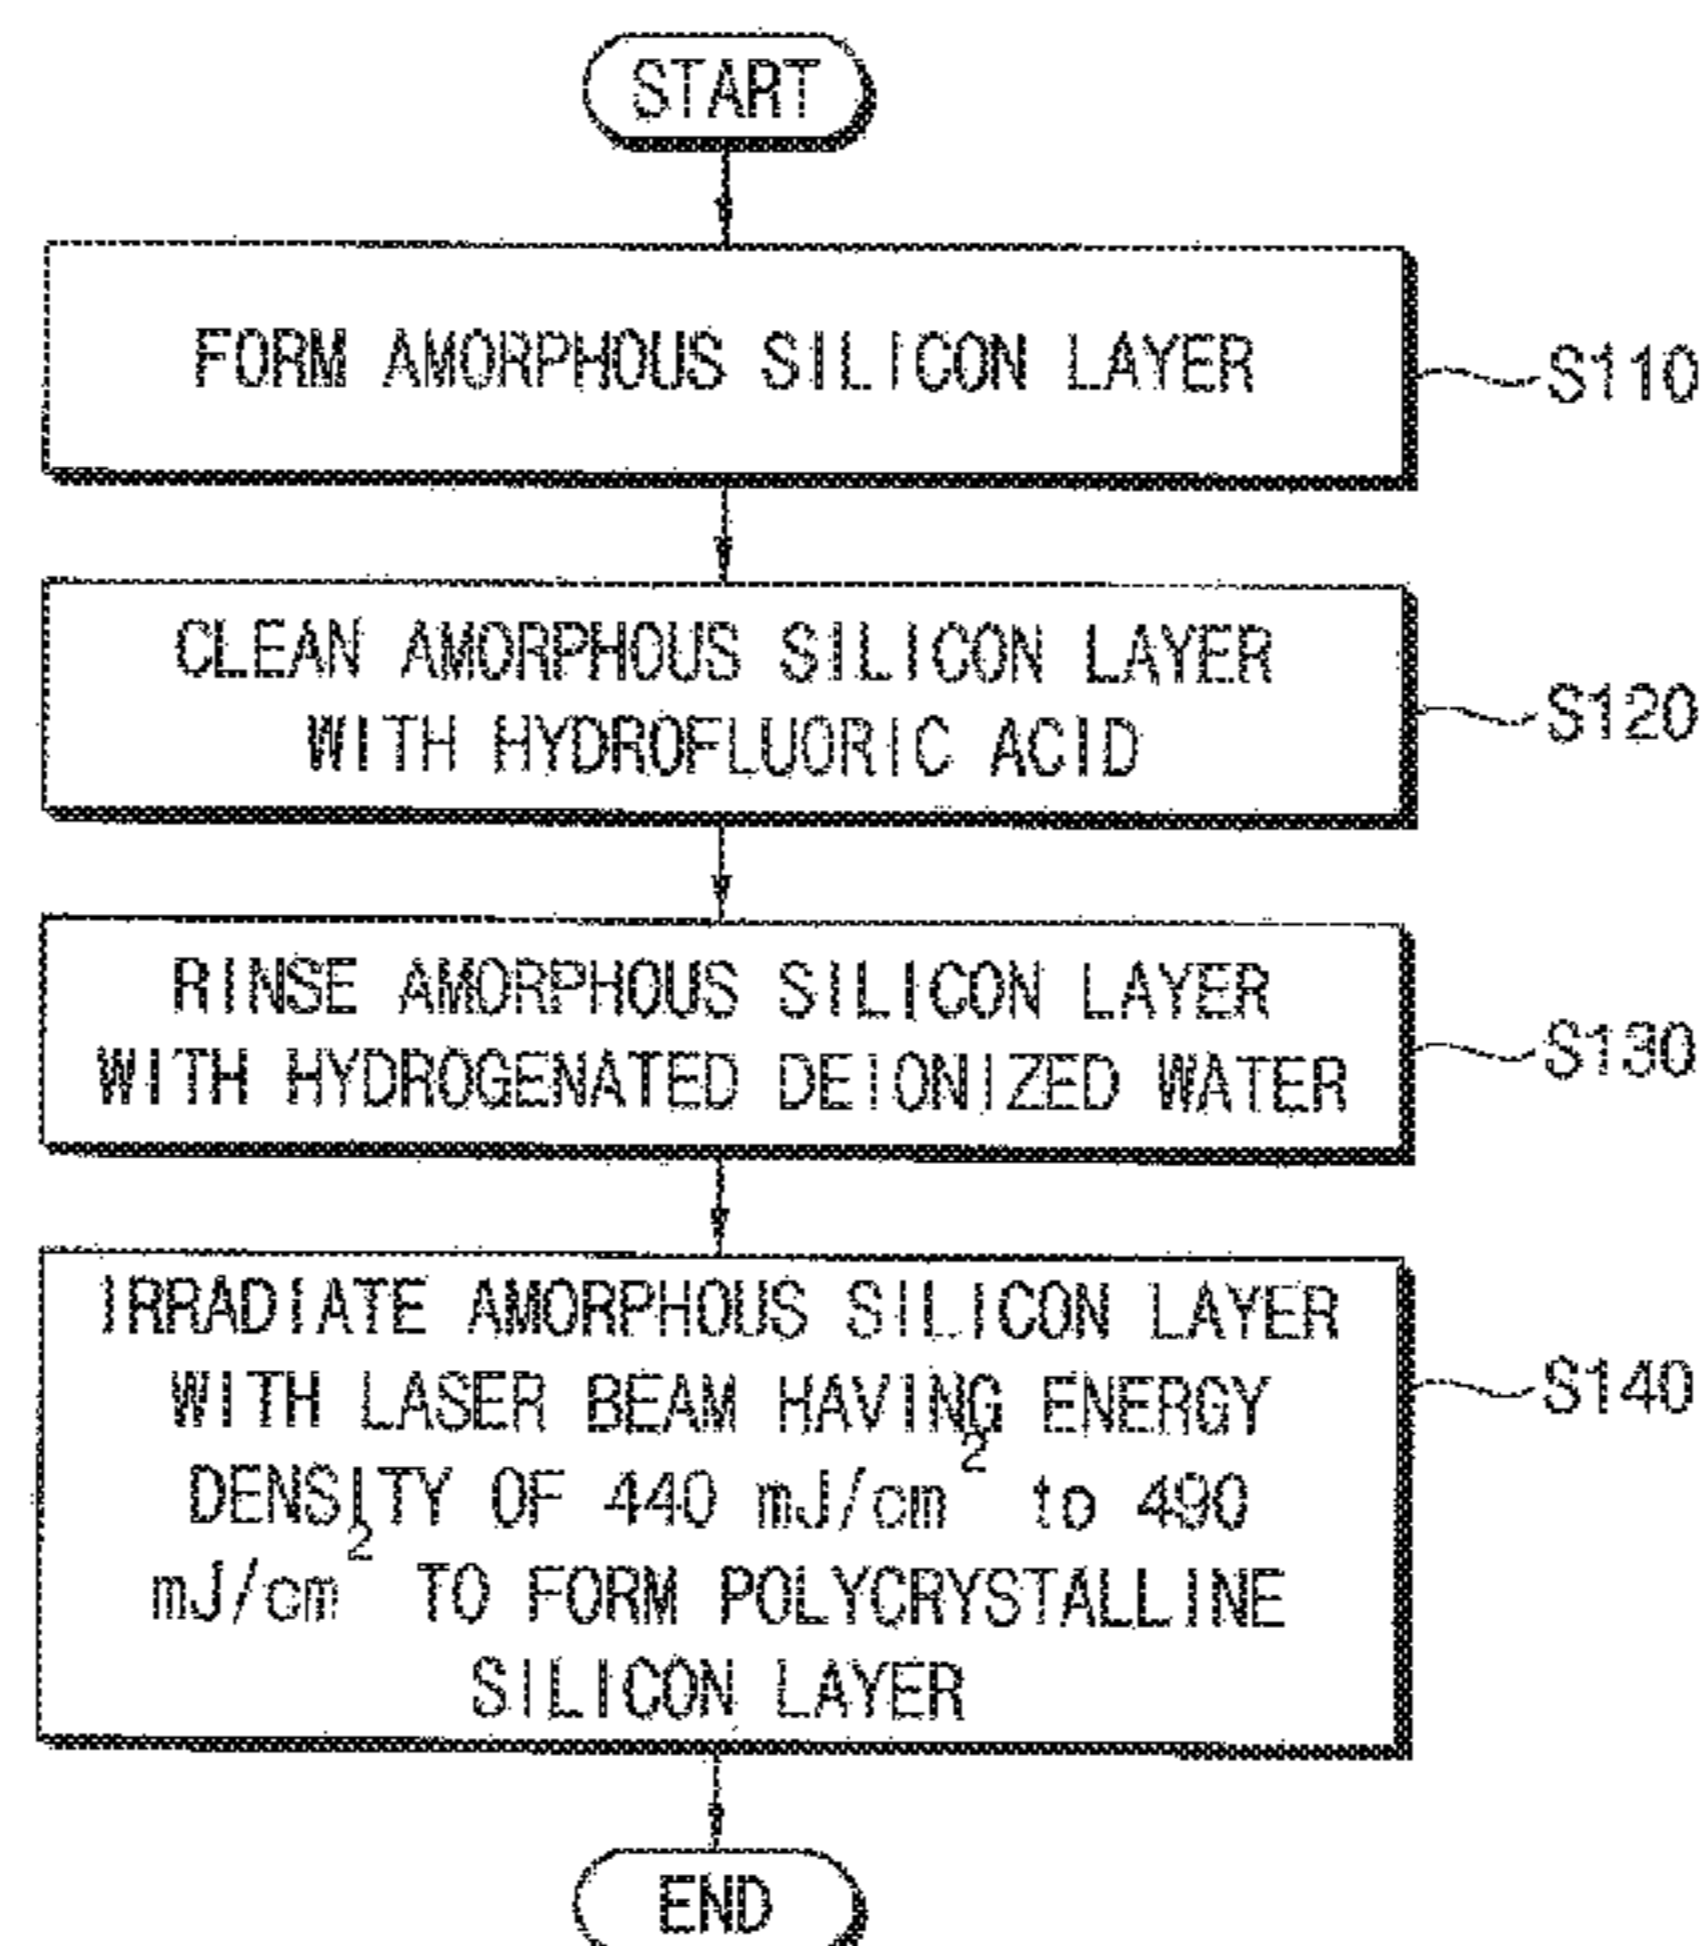 START
FORM AMORPHOUS SILICON LAYER
S110
CLEAN AMORPHOUS SILICON LAYER
WITH HYDROFLUORIC ACID
S120
RINSE AMORPHOUS SILICON LAYER
WITH HYDROGENATED DEIONIZED WATER
S130
IRRADIATE AMORPHOUS SILICON LAYER
WITH LASER BEAM HAVING ENERGY
DENSITY OF 440 mJ/cm² to 490
mJ/cm² TO FORM POLYCRYSTALLINE
SILICON LAYER
S140
END